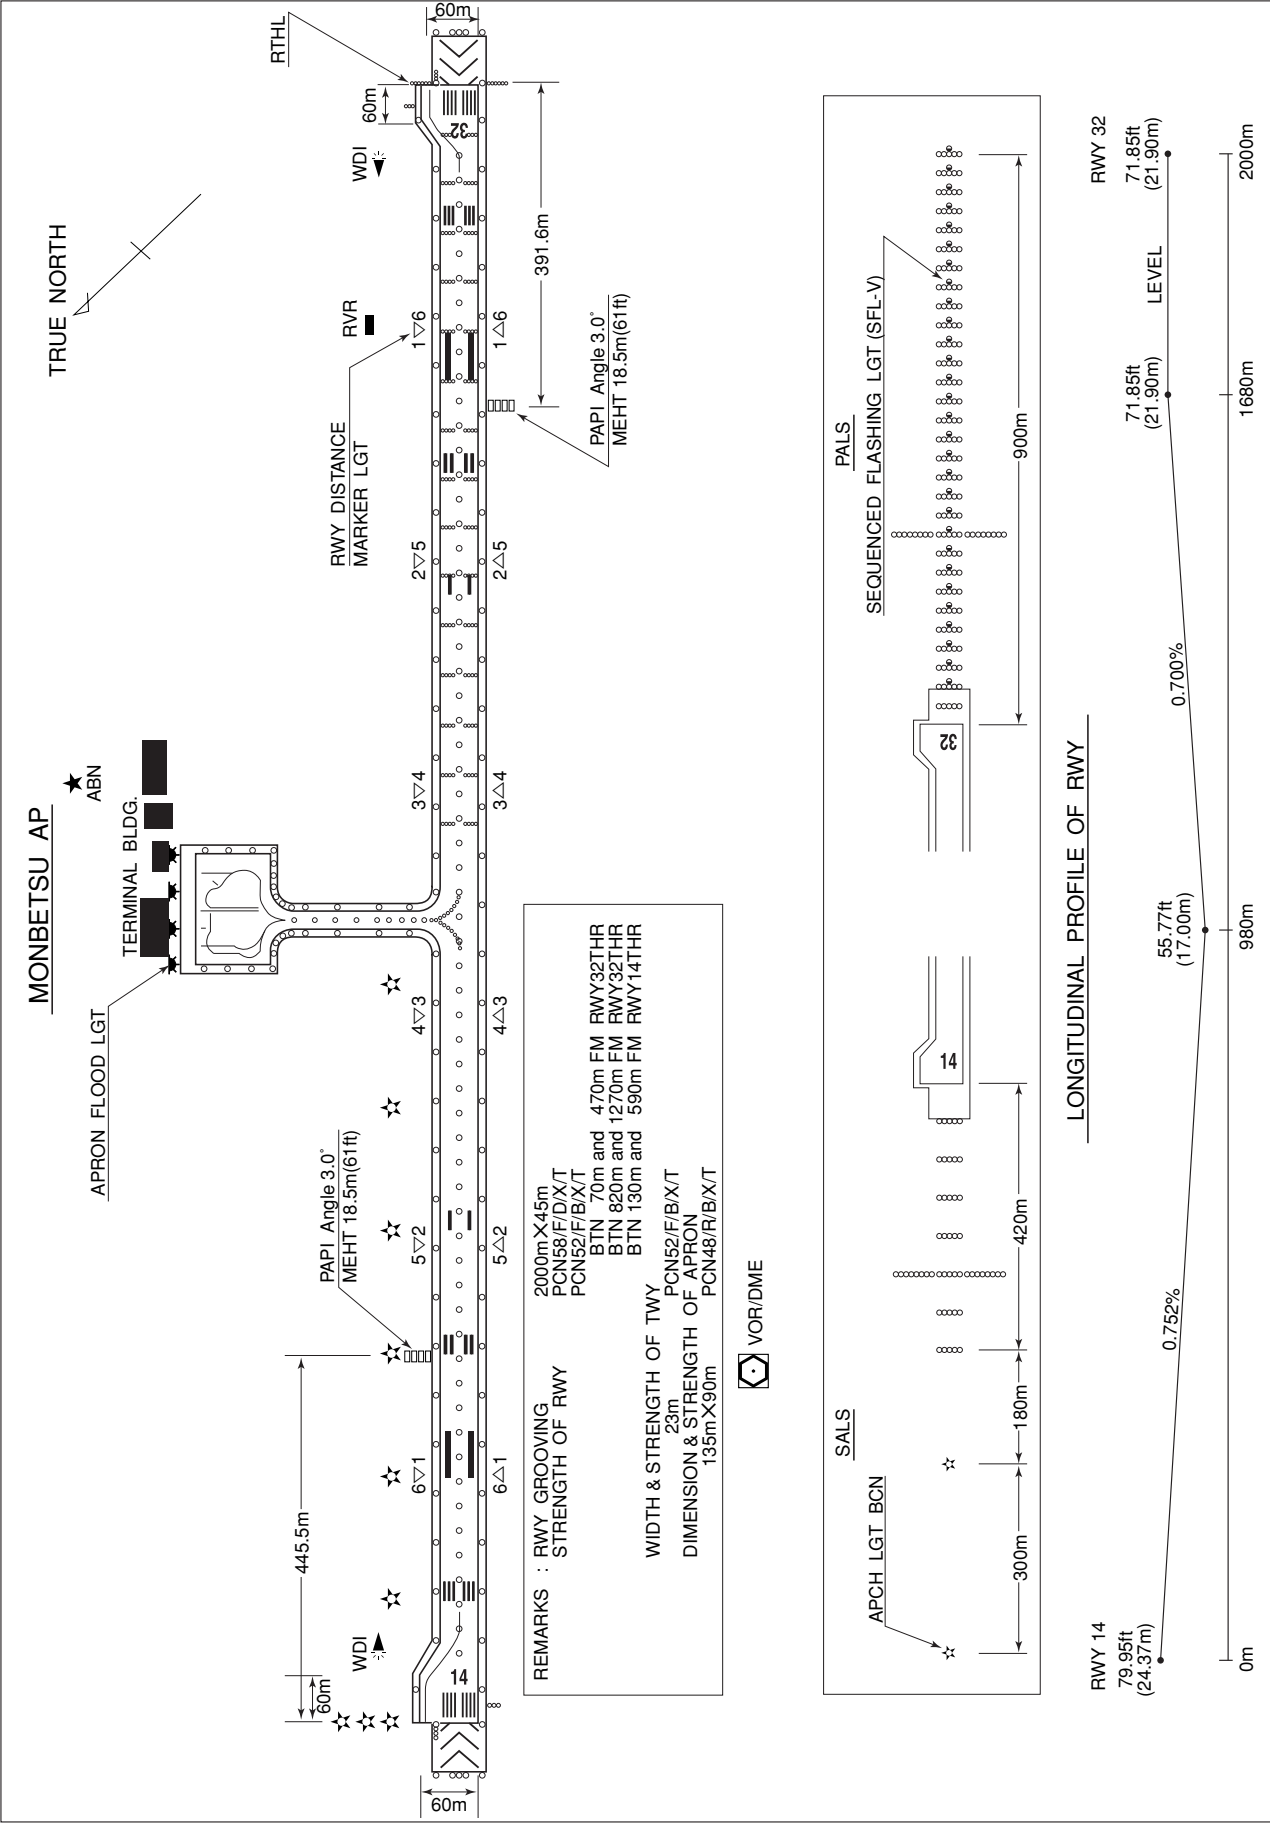 MONBETSU AP
TRUE NORTH
ABN
TERMINAL BLDG.
APRON FLOOD LGT
RTHL
60m
60m
WDI
RVR
RWY DISTANCE
MARKER LGT
PAPI Angle 3.0°
MEHT 18.5m(61ft)
445.5m
60m
WDI
60m
14
32
6▽1
5▽2
4▽3
3▽4
2▽5
1▽6
6△1
5△2
4△3
3△4
2△5
1△6
391.6m
PAPI Angle 3.0°
MEHT 18.5m(61ft)
REMARKS : RWY GROOVING 2000m×45m
STRENGTH OF RWY PCN58/F/D/X/T
PCN52/F/B/X/T
BTN 70m and 470m FM RWY32THR
BTN 820m and 1270m FM RWY32THR
BTN 130m and 590m FM RWY14THR
WIDTH & STRENGTH OF TWY
23m PCN52/F/B/X/T
DIMENSION & STRENGTH OF APRON
135m×90m PCN48/R/B/X/T
VOR/DME
SALS
PALS
APCH LGT BCN
SEQUENCED FLASHING LGT (SFL-V)
14
32
300m
180m
420m
900m
LONGITUDINAL PROFILE OF RWY
RWY 14
79.95ft
(24.37m)
0.752%
55.77ft
(17.00m)
0.700%
71.85ft
(21.90m)
LEVEL
RWY 32
71.85ft
(21.90m)
0m
980m
1680m
2000m